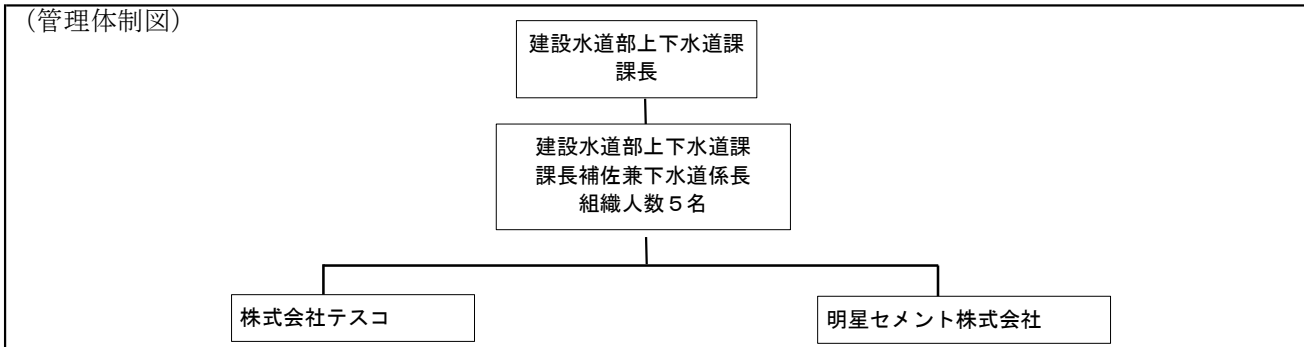 （管理体制図）
建設水道部上下水道課
課長
建設水道部上下水道課
課長補佐兼下水道係長
組織人数５名
株式会社テスコ
明星セメント株式会社